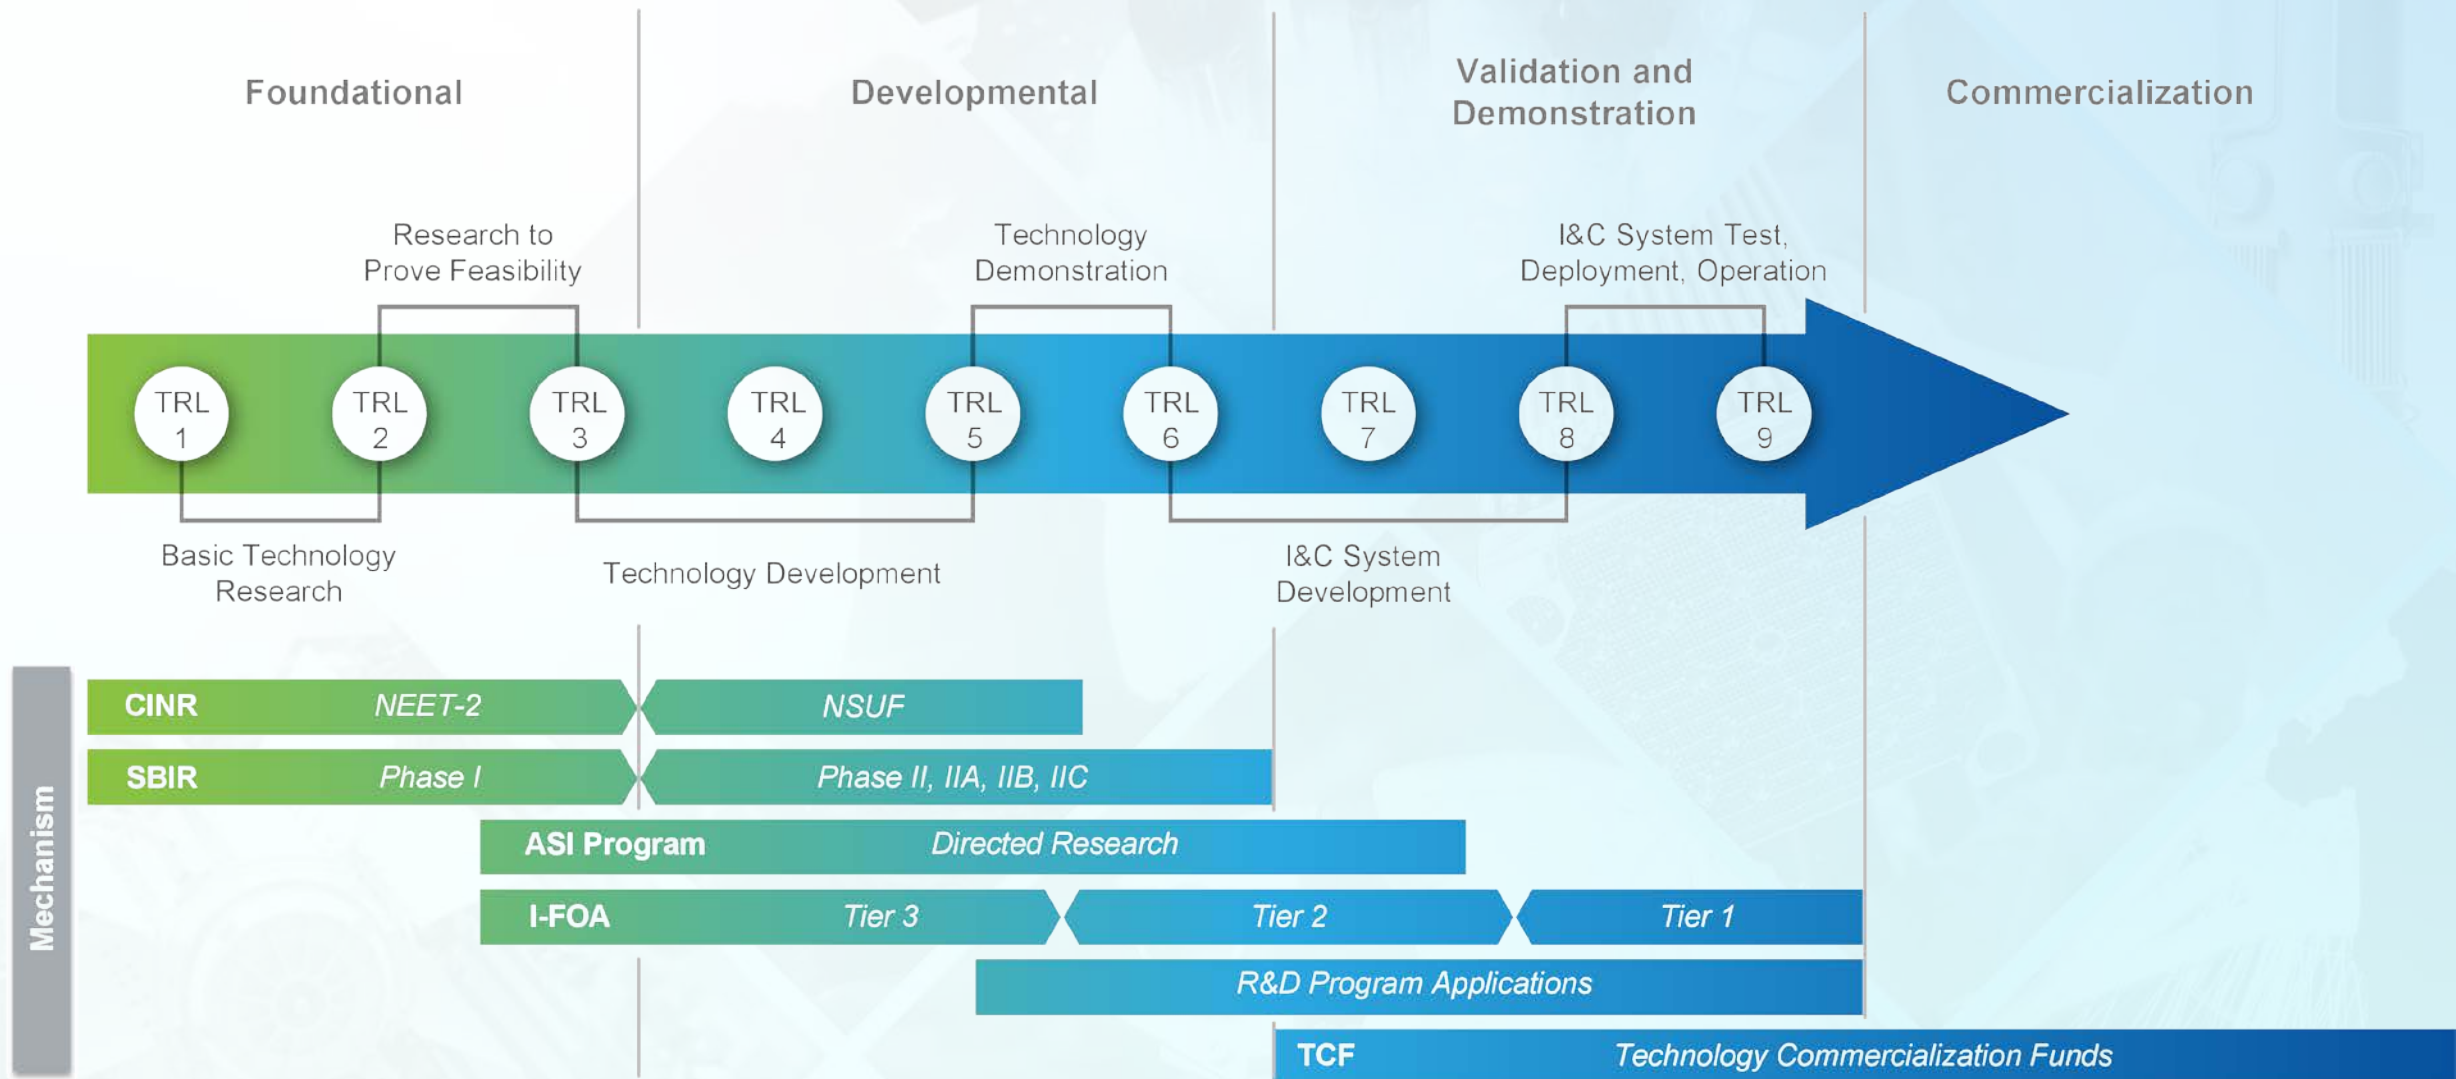 Foundational
Developmental
Validation and
Demonstration
Commercialization
Research to
Prove Feasibility
Technology
Demonstration
I&C System Test,
Deployment, Operation
TRL
1
TRL
2
TRL
3
TRL
4
TRL
5
TRL
6
TRL
7
TRL
8
TRL
9
Basic Technology
Research
Technology Development
I&C System
Development
Mechanism
CINR NEET-2 NSUF
SBIR Phase I Phase II, IIA, IIB, IIC
ASI Program Directed Research
I-FOA Tier 3 Tier 2 Tier 1
R&D Program Applications
TCF Technology Commercialization Funds